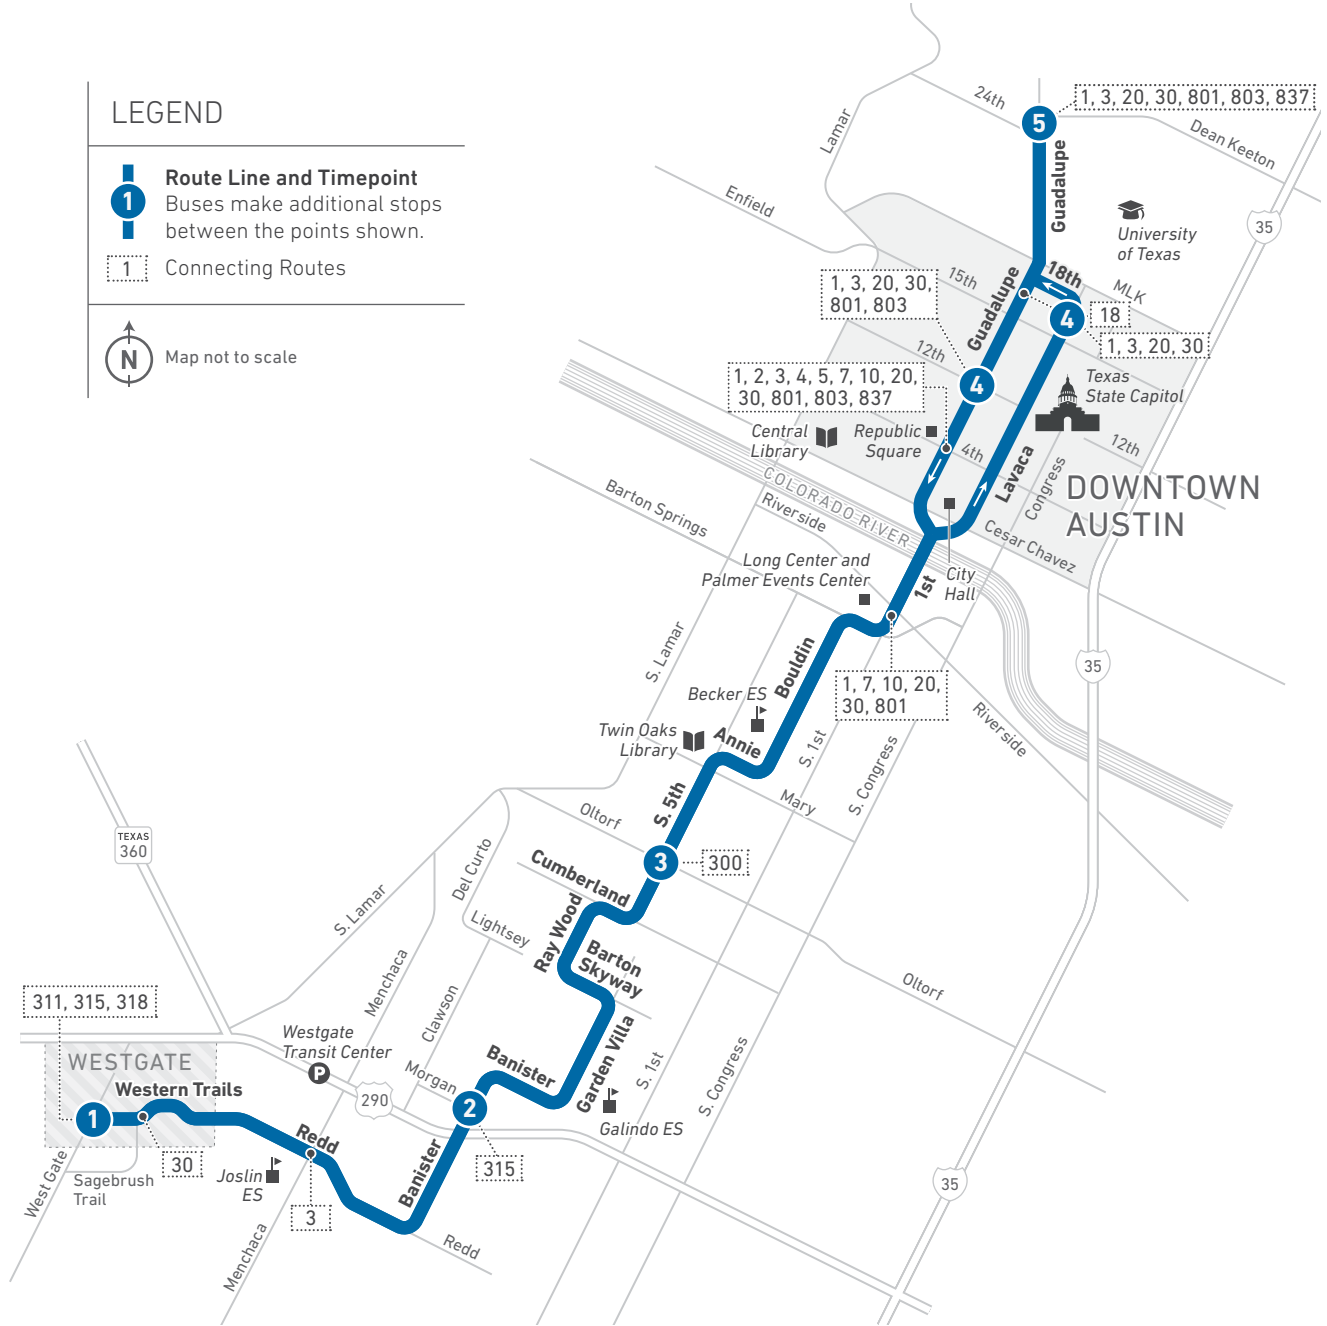 LEGEND
1
Route Line and Timepoint
Buses make additional stops
between the points shown.
1
Connecting Routes
N
Map not to scale
24th
5
1, 3, 20, 30, 801, 803, 837
Dean Keeton
Lamar
Guadalupe
Enfield
University
of Texas
35
15th
18th
MLK
1, 3, 20, 30,
801, 803
Guadalupe
4
18
1, 3, 20, 30
12th
4
Texas
State Capitol
1, 2, 3, 4, 5, 7, 10, 20,
30, 801, 803, 837
Central
Library
Republic
Square
4th
12th
Lavaca
Congress
DOWNTOWN
AUSTIN
COLORADO RIVER
Barton Springs
Riverside
Cesar Chavez
Long Center and
Palmer Events Center
1st
City
Hall
S. Lamar
Bouldin
35
1, 7, 10, 20,
30, 801
Becker ES
Riverside
Twin Oaks
Library
Annie
S. 1st
S. Congress
S. 5th
Mary
Oltorf
TEXAS
360
3
300
Del Curto
Cumberland
S. Lamar
Ray Wood
Lightsey
Barton
Skyway
Menchaca
Oltorf
311, 315, 318
Clawson
Westgate
Transit Center
P
Garden Villa
WESTGATE
Western Trails
Morgan
Banister
S. 1st
S. Congress
290
1
2
Galindo ES
Redd
30
Joslin
ES
Banister
315
West Gate
Sagebrush
Trail
35
3
Menchaca
Redd